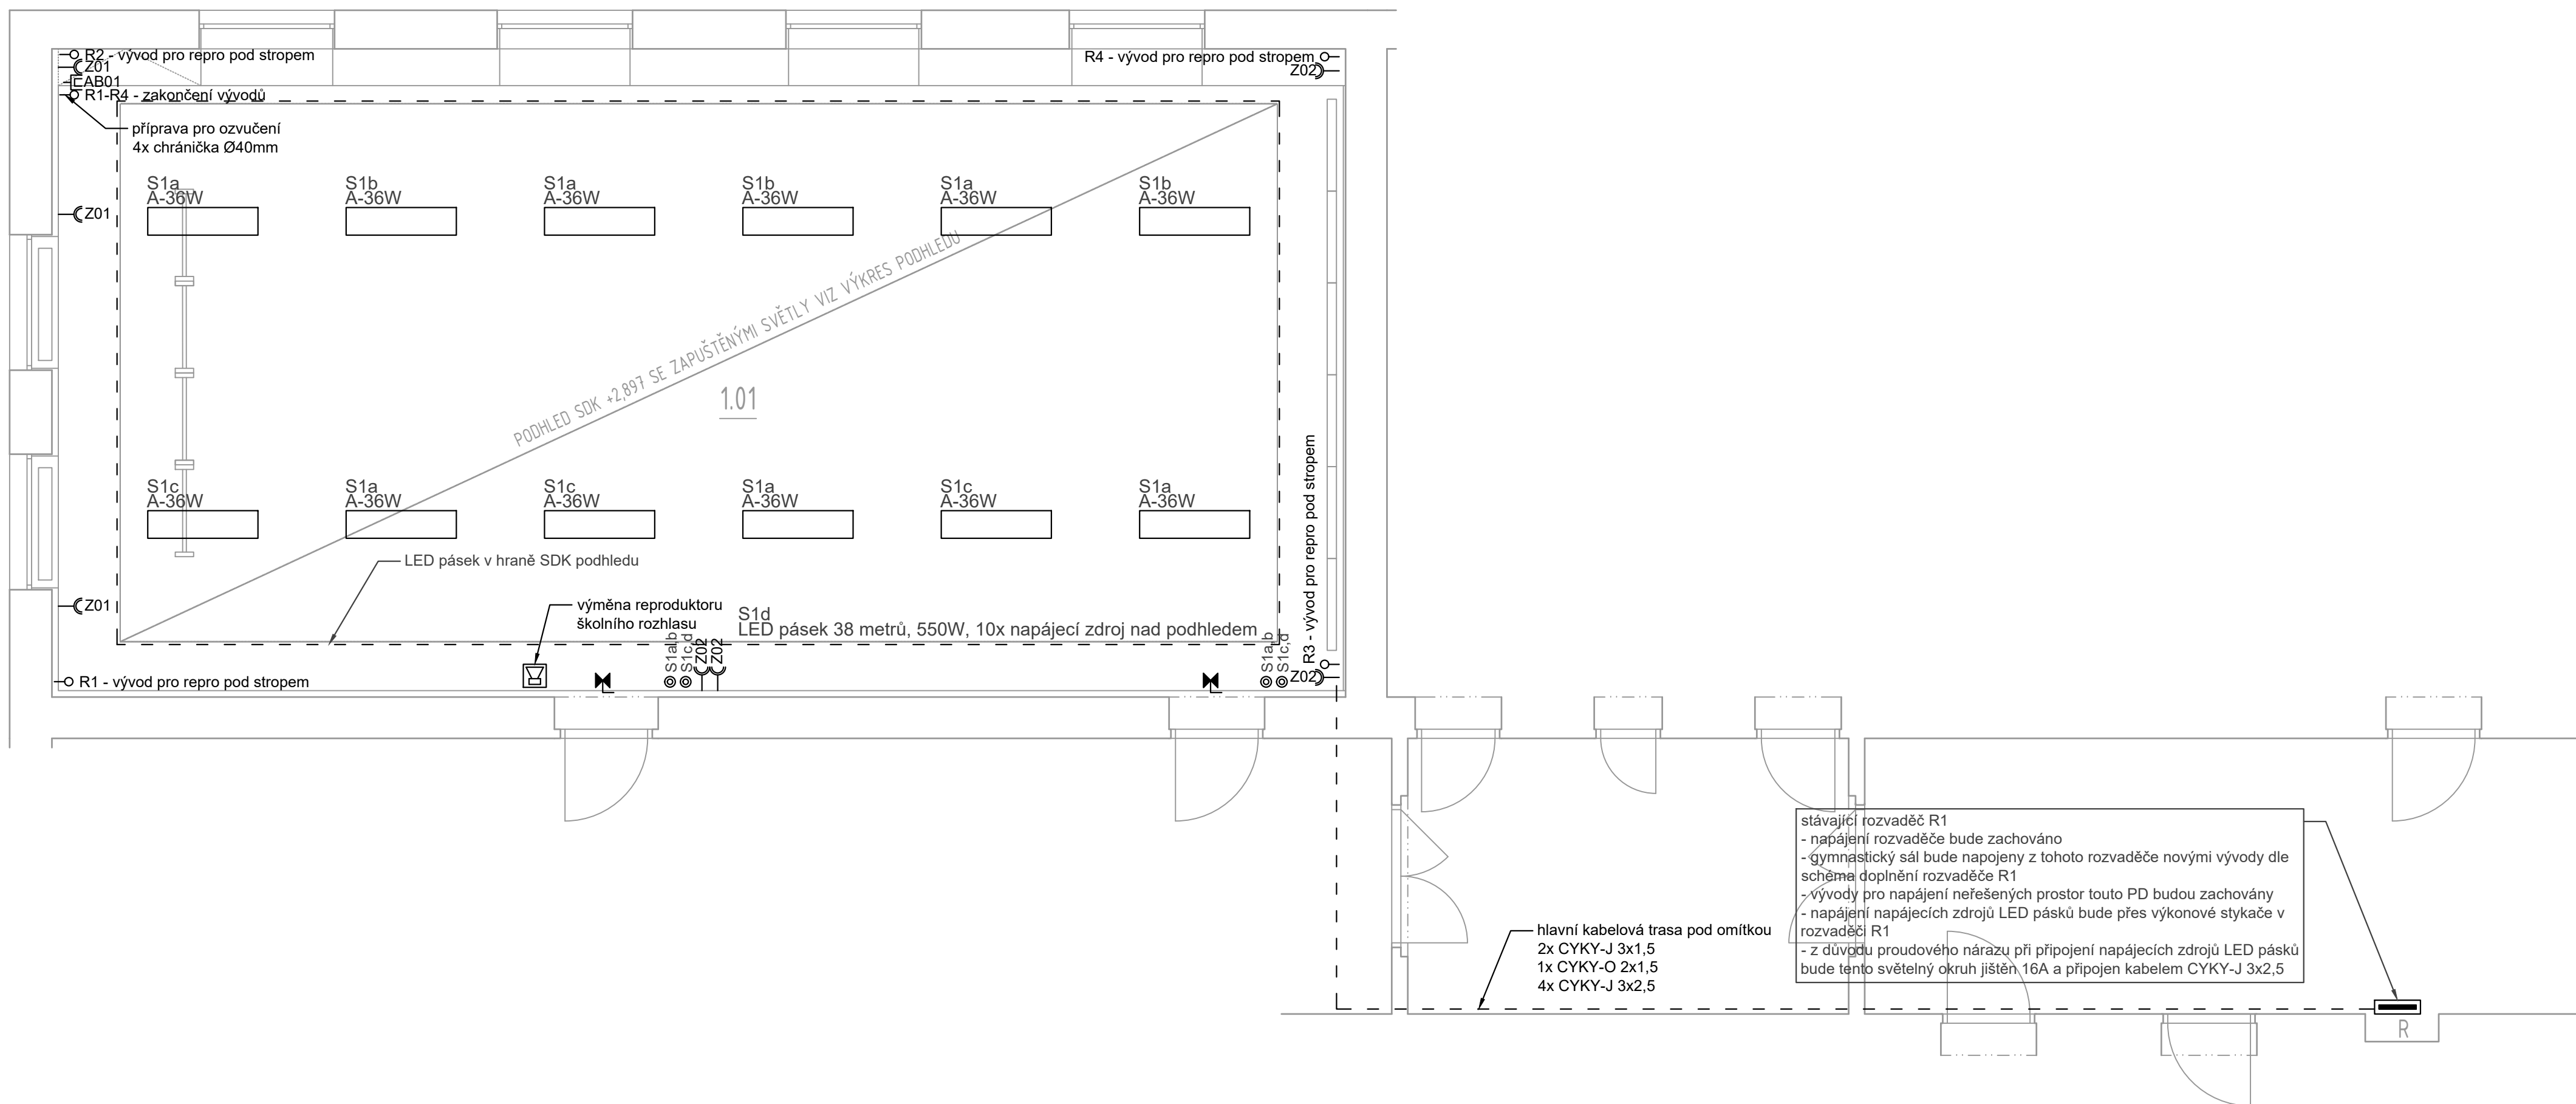 R2 - vývod pro repro pod stropem
Z01
AB01
R1-R4 - zakončení vývodů
příprava pro ozvučení
4x chránička Ø40mm
R4 - vývod pro repro pod stropem
Z02
S1a
A-36W
S1b
A-36W
S1a
A-36W
S1b
A-36W
S1a
A-36W
S1b
A-36W
Z01
PODHLED SDK +2,897 SE ZAPUŠTĚNÝMI SVĚTLY VIZ VÝKRES PODHLEDU
1.01
S1c
A-36W
S1a
A-36W
S1c
A-36W
S1a
A-36W
S1c
A-36W
S1a
A-36W
R3 - vývod pro repro pod stropem
LED pásek v hraně SDK podhledu
Z01
výměna reproduktoru
školního rozhlasu
S1d
LED pásek 38 metrů, 550W, 10x napájecí zdroj nad podhledem
S1a,b
S1c,d
Z02
Z02
S1a,b
S1c,d
Z02
R1 - vývod pro repro pod stropem
stávající rozvaděč R1
- napájení rozvaděče bude zachováno
- gymnastický sál bude napojeny z tohoto rozvaděče novými vývody dle
schéma doplnění rozvaděče R1
- vývody pro napájení neřešených prostor touto PD budou zachovány
- napájení napájecích zdrojů LED pásků bude přes výkonové stykače v
rozvaděči R1
- z důvodu proudového nárazu při připojení napájecích zdrojů LED pásků
bude tento světelný okruh jištěn 16A a připojen kabelem CYKY-J 3x2,5
hlavní kabelová trasa pod omítkou
2x CYKY-J 3x1,5
1x CYKY-O 2x1,5
4x CYKY-J 3x2,5
R